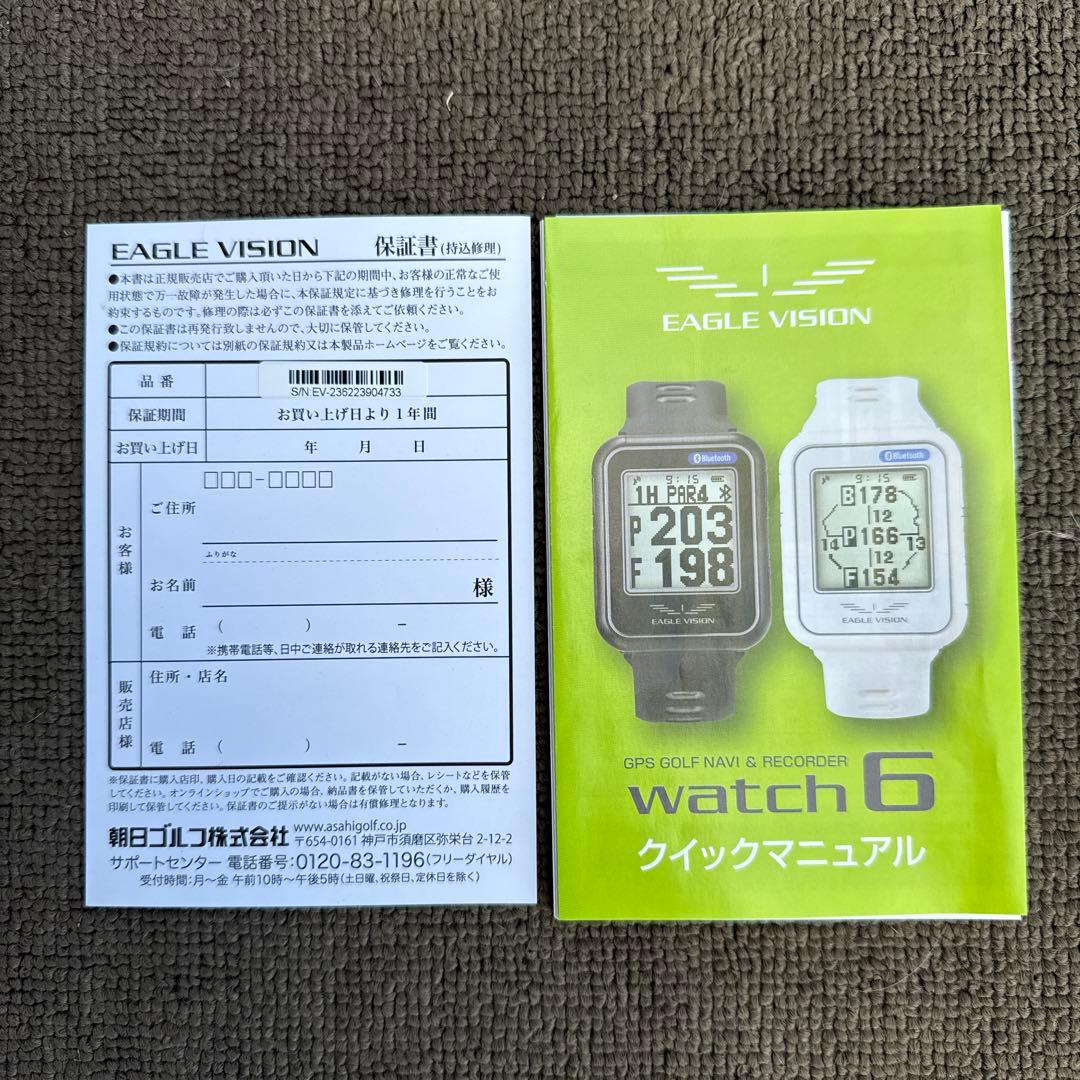 EAGLE VISION 保証書(持込修理)
●本書は正規販売店でご購入頂いた日から下記の期間中、お客様の正常なご使
用状態で万一故障が発生した場合に、本保証規定に基づき修理を行うことをお
約束するものです。修理の際は必ずこの保証書を添えてご依頼ください。
●この保証書は再発行致しませんので、大切に保管してください。
●保証規約については別紙の保証規約又は本製品ホームページをご覧ください。
品番
S/N:EV-236223904733
保証期間 お買い上げ日より1年間
お買い上げ日 年 月 日
お客様
□□□-□□□□
ご住所
ふりがな
お名前 様
電話 ( ) −
※携帯電話等、日中ご連絡が取れる連絡先をご記入ください。
販売店様
住所・店名
電話 ( ) −
※保証書に購入店印、購入日の記載をご確認ください。記載がない場合、レシートなどを保管
してください。オンラインショップでご購入の場合、納品書を保管していただくか、購入履歴を
印刷して保管してください。保証書のご提示がない場合は有償修理となります。
朝日ゴルフ株式会社 www.asahigolf.co.jp
〒654-0161 神戸市須磨区弥栄台 2-12-2
サポートセンター 電話番号:0120-83-1196(フリーダイヤル)
受付時間:月〜金 午前10時〜午後5時(土日曜、祝祭日、定休日を除く)
EAGLE VISION
Bluetooth
9:15
1H PAR4
P 203
F 198
EAGLE VISION
Bluetooth
9:15
B 178
12
14 P 166 13
12
F 154
EAGLE VISION
GPS GOLF NAVI & RECORDER
watch 6
クイックマニュアル